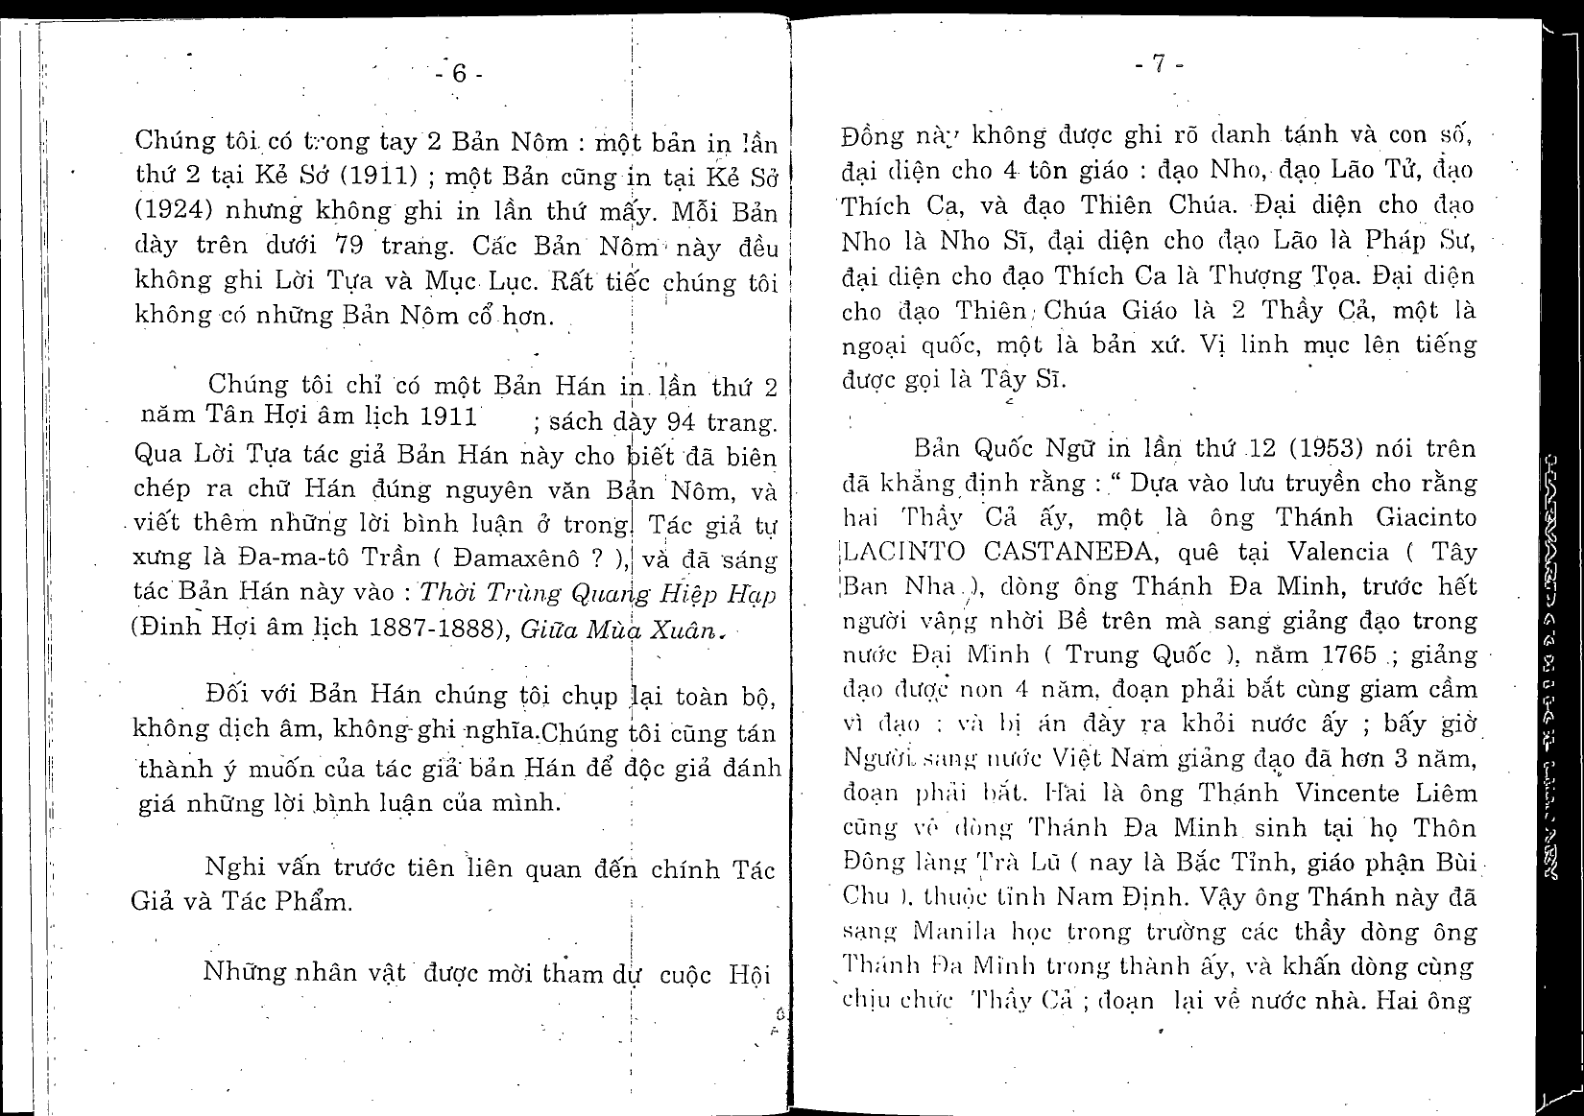 - 6 -
Chúng tôi có trong tay 2 Bản Nôm : một bản in lần
thứ 2 tại Kẻ Sở (1911) ; một Bản cũng in tại Kẻ Sở
(1924) nhưng không ghi in lần thứ mấy. Mỗi Bản
dày trên dưới 79 trang. Các Bản Nôm này đều
không ghi Lời Tựa và Mục Lục. Rất tiếc chúng tôi
không có những Bản Nôm cổ hơn.
Chúng tôi chỉ có một Bản Hán in lần thứ 2
năm Tân Hợi âm lịch 1911 ; sách dày 94 trang.
Qua Lời Tựa tác giả Bản Hán này cho biết đã biên
chép ra chữ Hán đúng nguyên văn Bản Nôm, và
viết thêm những lời bình luận ở trong. Tác giả tự
xưng là Đa-ma-tô Trần ( Đamaxênô ? ), và đã sáng
tác Bản Hán này vào : Thời Trùng Quang Hiệp Hạp
(Đinh Hợi âm lịch 1887-1888), Giữa Mùa Xuân.
Đối với Bản Hán chúng tôi chụp lại toàn bộ,
không dịch âm, không ghi nghĩa.Chúng tôi cũng tán
thành ý muốn của tác giả bản Hán để độc giả đánh
giá những lời bình luận của mình.
Nghi vấn trước tiên liên quan đến chính Tác
Giả và Tác Phẩm.
Những nhân vật được mời tham dự cuộc Hội
- 7 -
Đồng này không được ghi rõ danh tánh và con số,
đại diện cho 4 tôn giáo : đạo Nho, đạo Lão Tử, đạo
Thích Ca, và đạo Thiên Chúa. Đại diện cho đạo
Nho là Nho Sĩ, đại diện cho đạo Lão là Pháp Sư,
đại diện cho đạo Thích Ca là Thượng Tọa. Đại diện
cho đạo Thiên Chúa Giáo là 2 Thầy Cả, một là
ngoại quốc, một là bản xứ. Vị linh mục lên tiếng
được gọi là Tây Sĩ.
Bản Quốc Ngữ in lần thứ 12 (1953) nói trên
đã khẳng định rằng : “ Dựa vào lưu truyền cho rằng
hai Thầy Cả ấy, một là ông Thánh Giacinto
LACINTO CASTANEĐA, quê tại Valencia ( Tây
Ban Nha ), dòng ông Thánh Đa Minh, trước hết
người vâng nhời Bề trên mà sang giảng đạo trong
nước Đại Minh ( Trung Quốc ), năm 1765 ; giảng
đạo được non 4 năm, đoạn phải bắt cùng giam cầm
vì đạo ; và bị án đày ra khỏi nước ấy ; bấy giờ
Người sang nước Việt Nam giảng đạo đã hơn 3 năm,
đoạn phải bắt. Hai là ông Thánh Vincente Liêm
cũng về dòng Thánh Đa Minh sinh tại họ Thôn
Đông làng Trà Lũ ( nay là Bắc Tỉnh, giáo phận Bùi
Chu ), thuộc tỉnh Nam Định. Vậy ông Thánh này đã
sang Manila học trong trường các thầy dòng ông
Thánh Đa Minh trong thành ấy, và khấn dòng cùng
chịu chức Thầy Cả ; đoạn lại về nước nhà. Hai ông